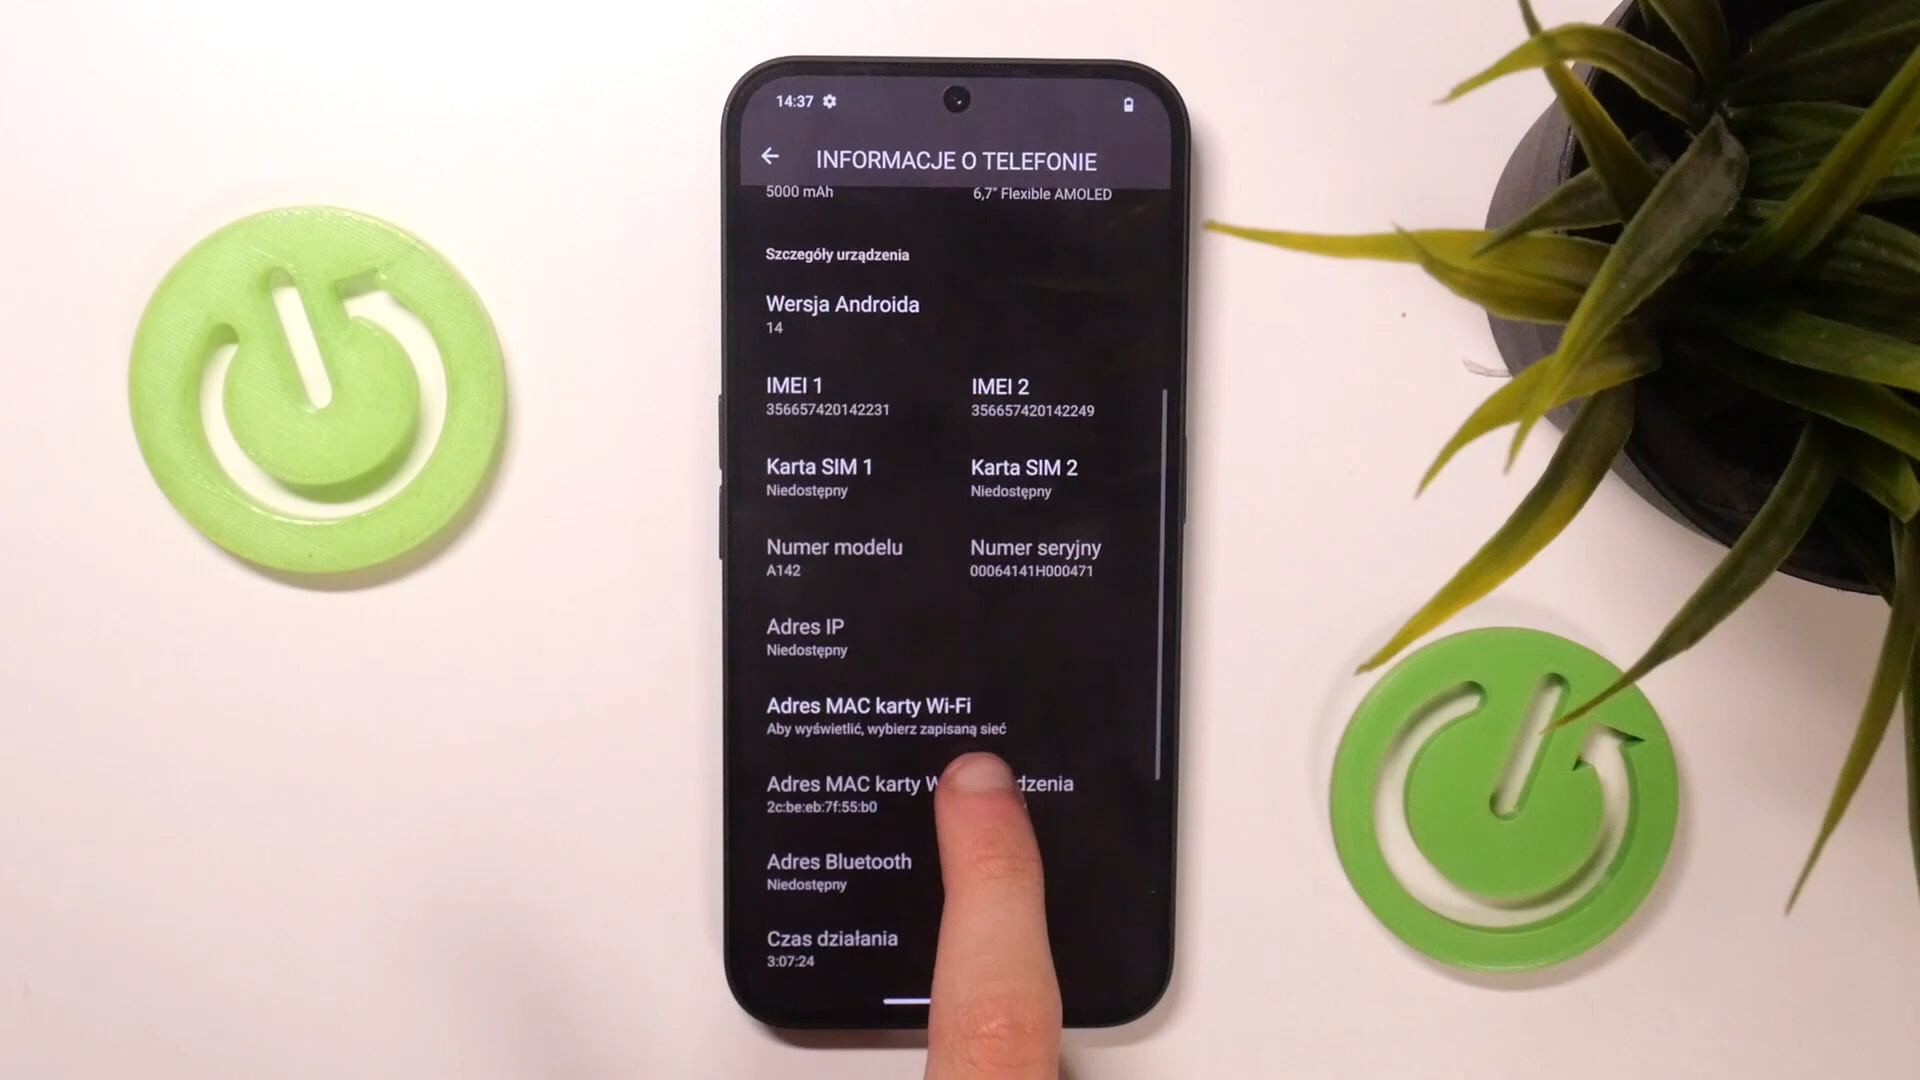 14:37
INFORMACJE O TELEFONIE
5000 mAh
6,7" Flexible AMOLED
Szczegóły urządzenia
Wersja Androida
14
IMEI 1
356657420142231
IMEI 2
356657420142249
Karta SIM 1
Niedostępny
Karta SIM 2
Niedostępny
Numer modelu
A142
Numer seryjny
00064141H000471
Adres IP
Niedostępny
Adres MAC karty Wi-Fi
Aby wyświetlić, wybierz zapisaną sieć
Adres MAC karty
2c:be:eb:7f:55:b0
Adres Bluetooth
Niedostępny
Czas działania
3:07:24